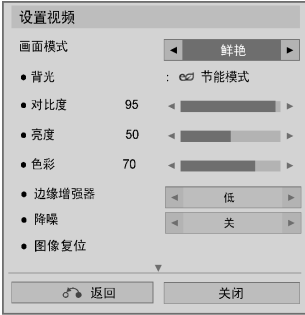 设置视频
画面模式 鲜艳
● 背光 : 节能模式
● 对比度 95
● 亮度 50
● 色彩 70
● 边缘增强器 低
● 降噪 关
● 图像复位
返回 关闭